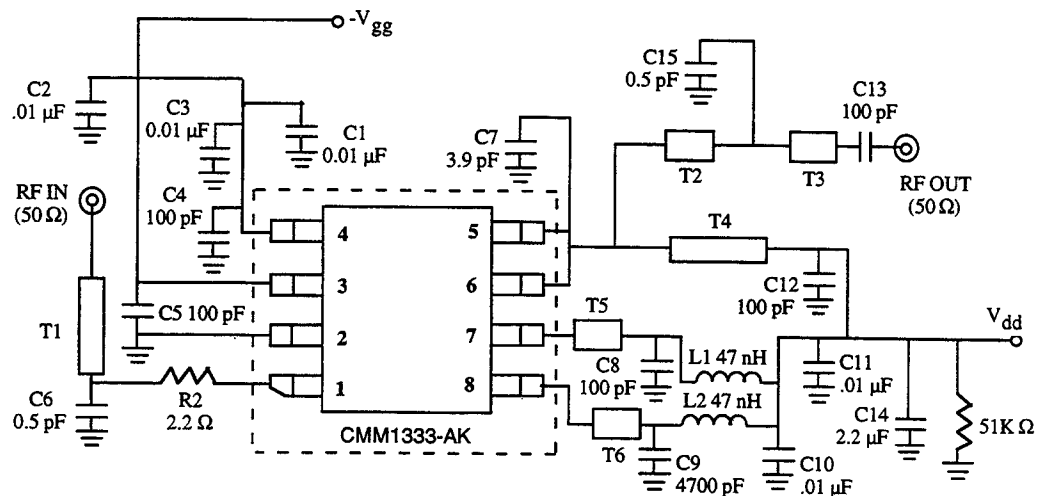 -Vgg
C2
.01 µF
C3
0.01 µF
C1
0.01 µF
C15
0.5 pF
C13
100 pF
C7
3.9 pF
T2
T3
RF OUT
(50 Ω)
RF IN
(50 Ω)
C4
100 pF
4
5
T4
3
6
C12
100 pF
C5 100 pF
T1
2
7
T5
Vdd
C8
100 pF
L1 47 nH
C11
.01 µF
1
8
L2 47 nH
C6
0.5 pF
R2
2.2 Ω
C14
2.2 µF
51K Ω
CMM1333-AK
T6
C9
4700 pF
C10
.01 µF